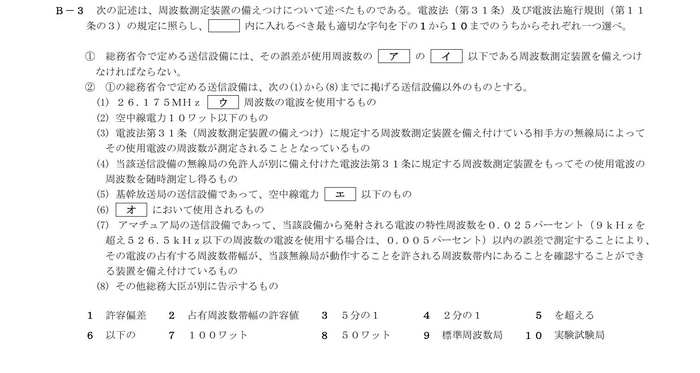 B－3　次の記述は、周波数測定装置の備えつけについて述べたものである。電波法（第３１条）及び電波法施行規則（第１１
条の３）の規定に照らし、　　　内に入れるべき最も適切な字句を下の１から１０までのうちからそれぞれ一つ選べ。
①　総務省令で定める送信設備には、その誤差が使用周波数の　ア　の　イ　以下である周波数測定装置を備えつけ
なければならない。
②　①の総務省令で定める送信設備は、次の(1)から(8)までに掲げる送信設備以外のものとする。
(1) ２６.１７５ＭＨｚ　ウ　周波数の電波を使用するもの
(2) 空中線電力１０ワット以下のもの
(3) 電波法第３１条（周波数測定装置の備えつけ）に規定する周波数測定装置を備え付けている相手方の無線局によって
その使用電波の周波数が測定されることとなっているもの
(4) 当該送信設備の無線局の免許人が別に備え付けた電波法第３１条に規定する周波数測定装置をもってその使用電波の
周波数を随時測定し得るもの
(5) 基幹放送局の送信設備であって、空中線電力　エ　以下のもの
(6) 　オ　において使用されるもの
(7) アマチュア局の送信設備であって、当該設備から発射される電波の特性周波数を０.０２５パーセント（９ｋＨｚを
超え５２６.５ｋＨｚ以下の周波数の電波を使用する場合は、０.００５パーセント）以内の誤差で測定することにより、
その電波の占有する周波数帯幅が、当該無線局が動作することを許される周波数帯内にあることを確認することができ
る装置を備え付けているもの
(8) その他総務大臣が別に告示するもの
１　許容偏差　２　占有周波数帯幅の許容値　３　５分の１　４　２分の１　５　を超える
６　以下の　７　１００ワット　８　５０ワット　９　標準周波数局　１０　実験試験局